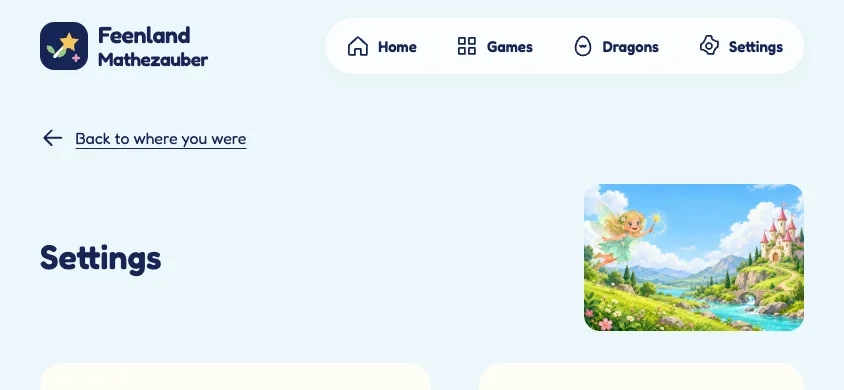 Feenland
Mathezauber
Home
Games
Dragons
Settings
Back to where you were
Settings